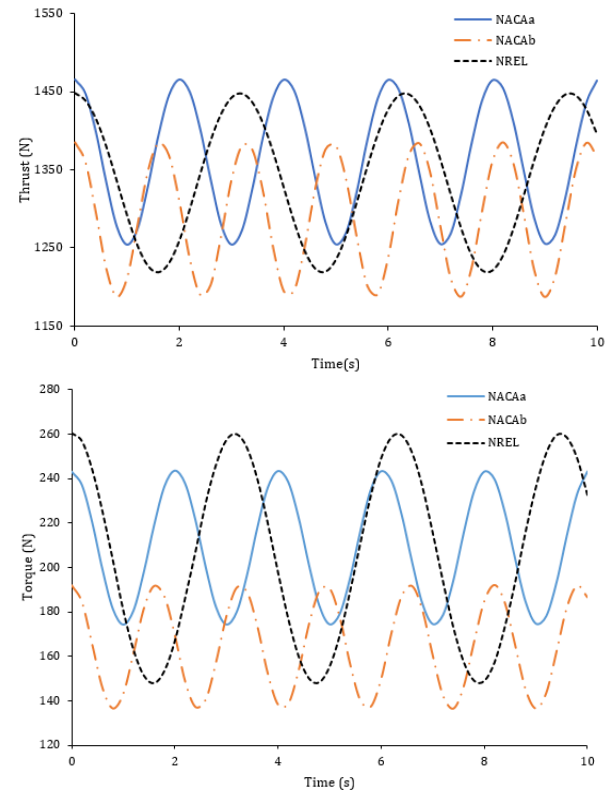 1550
1450
1350
1250
1150
Thrust (N)
NACAa
NACAb
NREL
0
2
4
6
8
10
Time(s)
280
260
240
220
200
180
160
140
120
Torque (N)
NACAa
NACAb
NREL
0
2
4
6
8
10
Time (s)